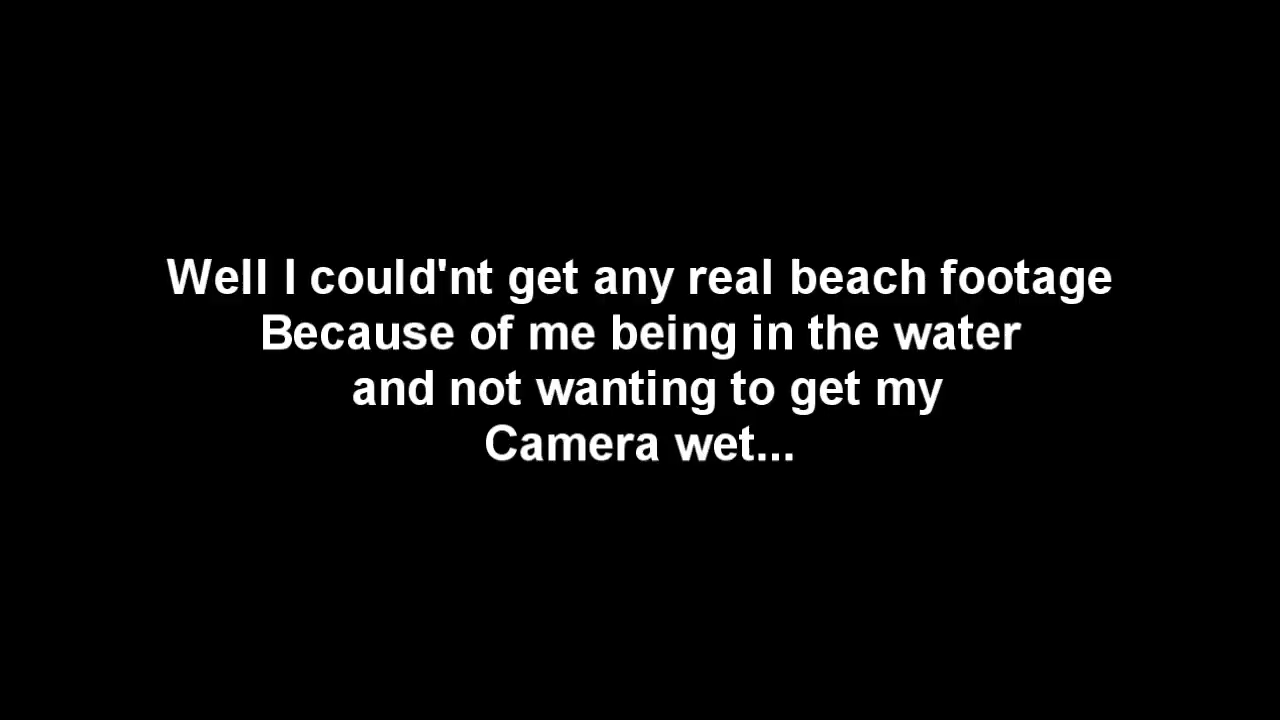 Well I could'nt get any real beach footage
Because of me being in the water
and not wanting to get my
Camera wet...